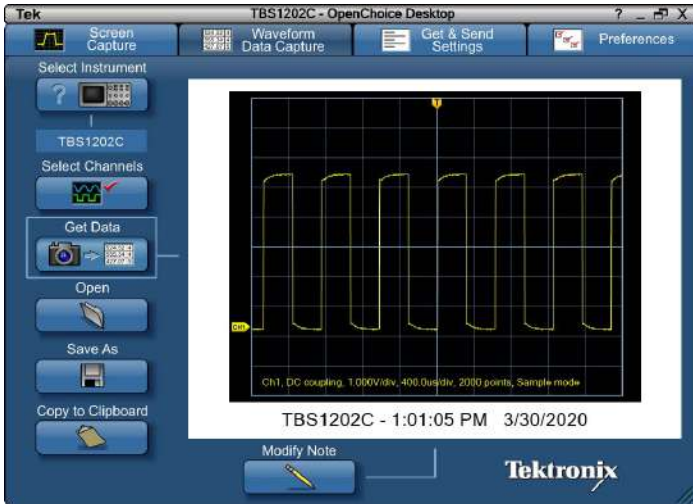 Tek TBS1202C - OpenChoice Desktop ? _ X
Screen
Capture
Waveform
Data Capture
Get & Send
Settings
Preferences
Select Instrument
?
TBS1202C
Select Channels
Get Data
Open
Save As
Copy to Clipboard
T
CH1
Ch1, DC coupling, 1.000V/div, 400.0us/div, 2000 points, Sample mode
TBS1202C - 1:01:05 PM 3/30/2020
Modify Note
Tektronix